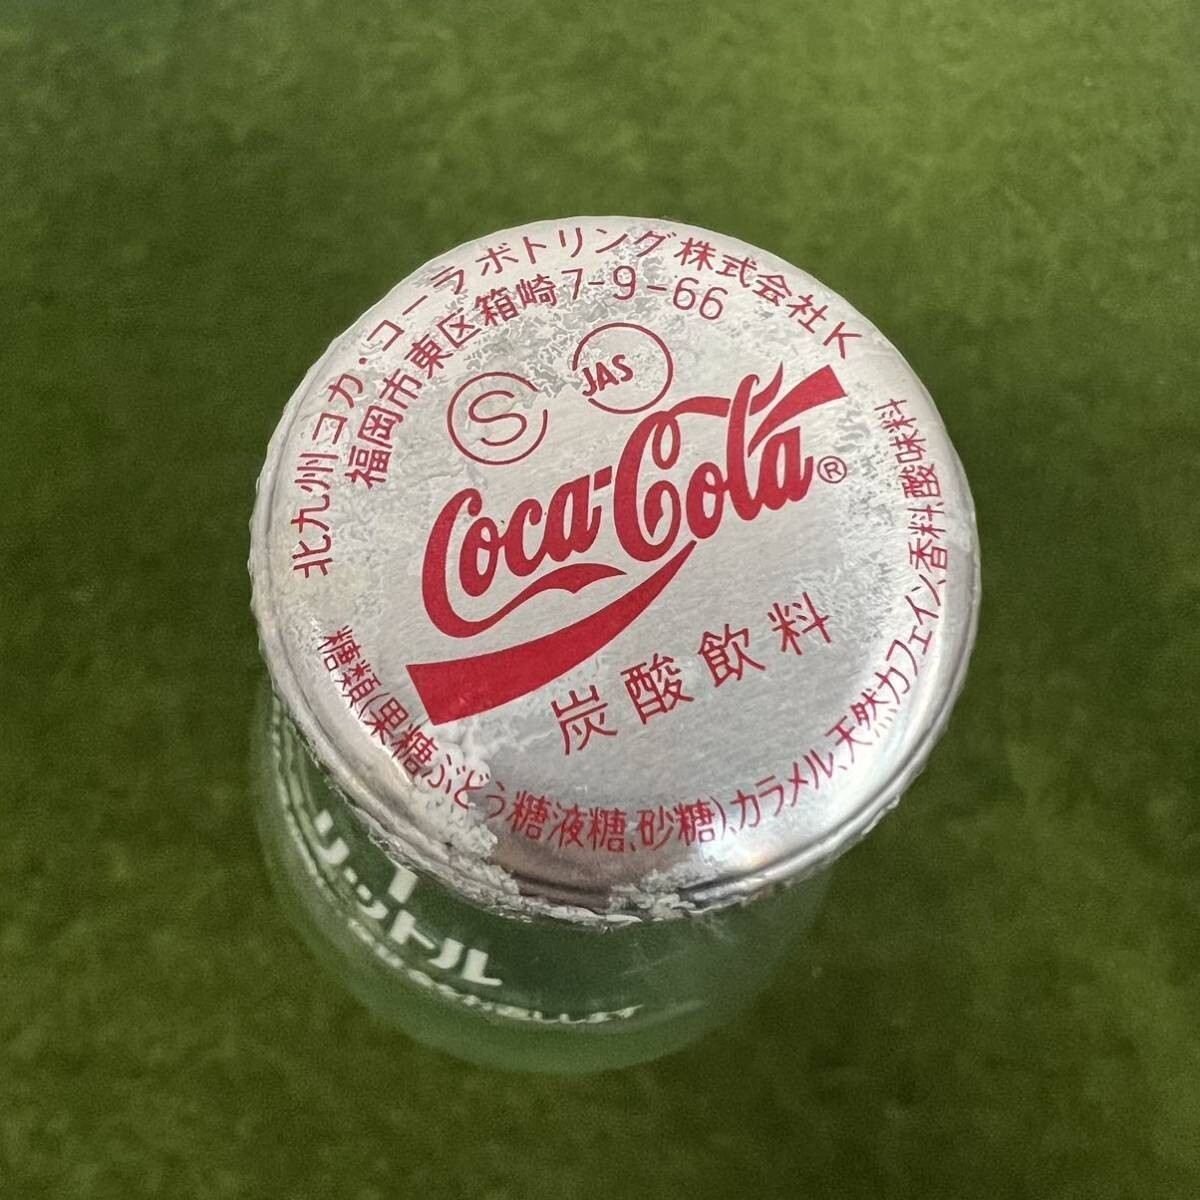 北九州コカ・コーラボトリング株式会社K
福岡市東区箱崎7-9-66
S
JAS
Coca-Cola®
炭酸飲料
糖類(果糖ぶどう糖液糖、砂糖)、カラメル、天然カフェイン、香料、酸味料
1
リットル